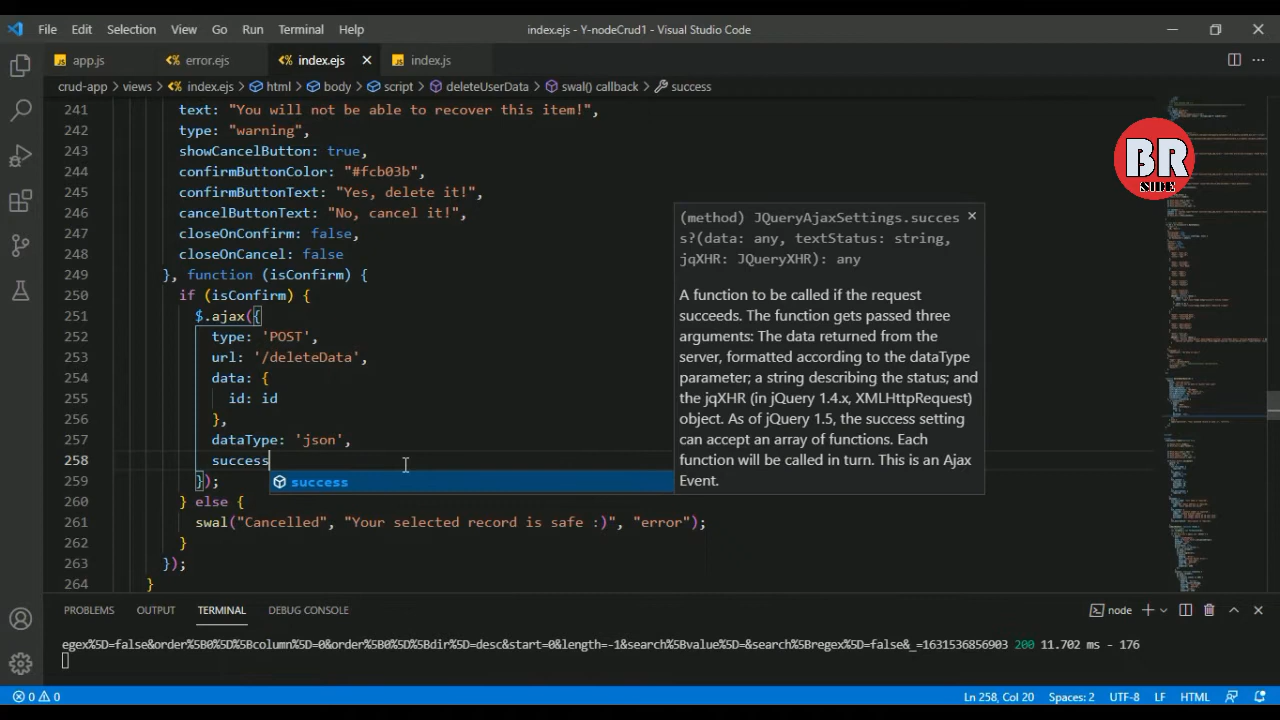 File Edit Selection View Go Run Terminal Help index.ejs - Y-nodeCrud1 - Visual Studio Code
app.js error.ejs index.ejs index.js
crud-app > views > index.ejs > html > body > script > deleteUserData > swal() callback > success
241 text: "You will not be able to recover this item!",
242 type: "warning",
243 showCancelButton: true,
244 confirmButtonColor: "#fcb03b",
245 confirmButtonText: "Yes, delete it!",
246 cancelButtonText: "No, cancel it!",
247 closeOnConfirm: false,
248 closeOnCancel: false
249 }, function (isConfirm) {
250 if (isConfirm) {
251 $.ajax({
252 type: 'POST',
253 url: '/deleteData',
254 data: {
255 id: id
256 },
257 dataType: 'json',
258 success
259 });
260 } else {
261 swal("Cancelled", "Your selected record is safe :)", "error");
262 }
263 });
264 }
success
(method) JQueryAjaxSettings.succes
s?(data: any, textStatus: string,
jqXHR: JQueryXHR): any
A function to be called if the request
succeeds. The function gets passed three
arguments: The data returned from the
server, formatted according to the dataType
parameter; a string describing the status; and
the jqXHR (in jQuery 1.4.x, XMLHttpRequest)
object. As of jQuery 1.5, the success setting
can accept an array of functions. Each
function will be called in turn. This is an Ajax
Event.
BR
SIDE
PROBLEMS OUTPUT TERMINAL DEBUG CONSOLE node
egex%5D=false&order%5B0%5D%5Bcolumn%5D=0&order%5B0%5D%5Bdir%5D=desc&start=0&length=-1&search%5Bvalue%5D=&search%5Bregex%5D=false&_=1631536856903 200 11.702 ms - 176
0 0 Ln 258, Col 20 Spaces: 2 UTF-8 LF HTML